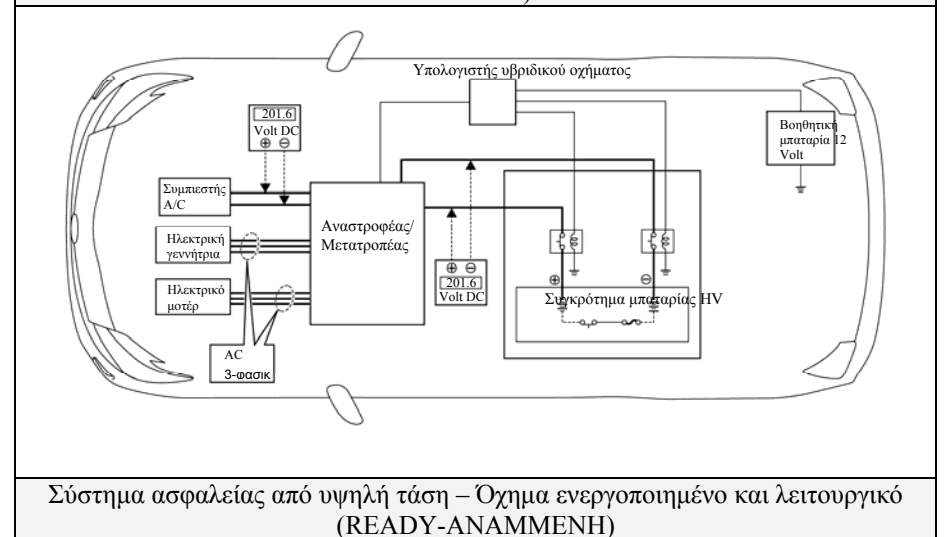 )
Υπολογιστής υβριδικού οχήματος
201.6
Volt DC
⊕ ⊖
Βοηθητική
μπαταρία 12
Volt
Συμπιεστής
A/C
Αναστροφέας/
Μετατροπέας
Ηλεκτρική
γεννήτρια
⊕ ⊖
201.6
Volt DC
⊕ ⊖
Ηλεκτρικό
μοτέρ
Συγκρότημα μπαταρίας HV
AC
3-φασικ
Σύστημα ασφαλείας από υψηλή τάση – Όχημα ενεργοποιημένο και λειτουργικό
(READY-ΑΝΑΜΜΕΝΗ)